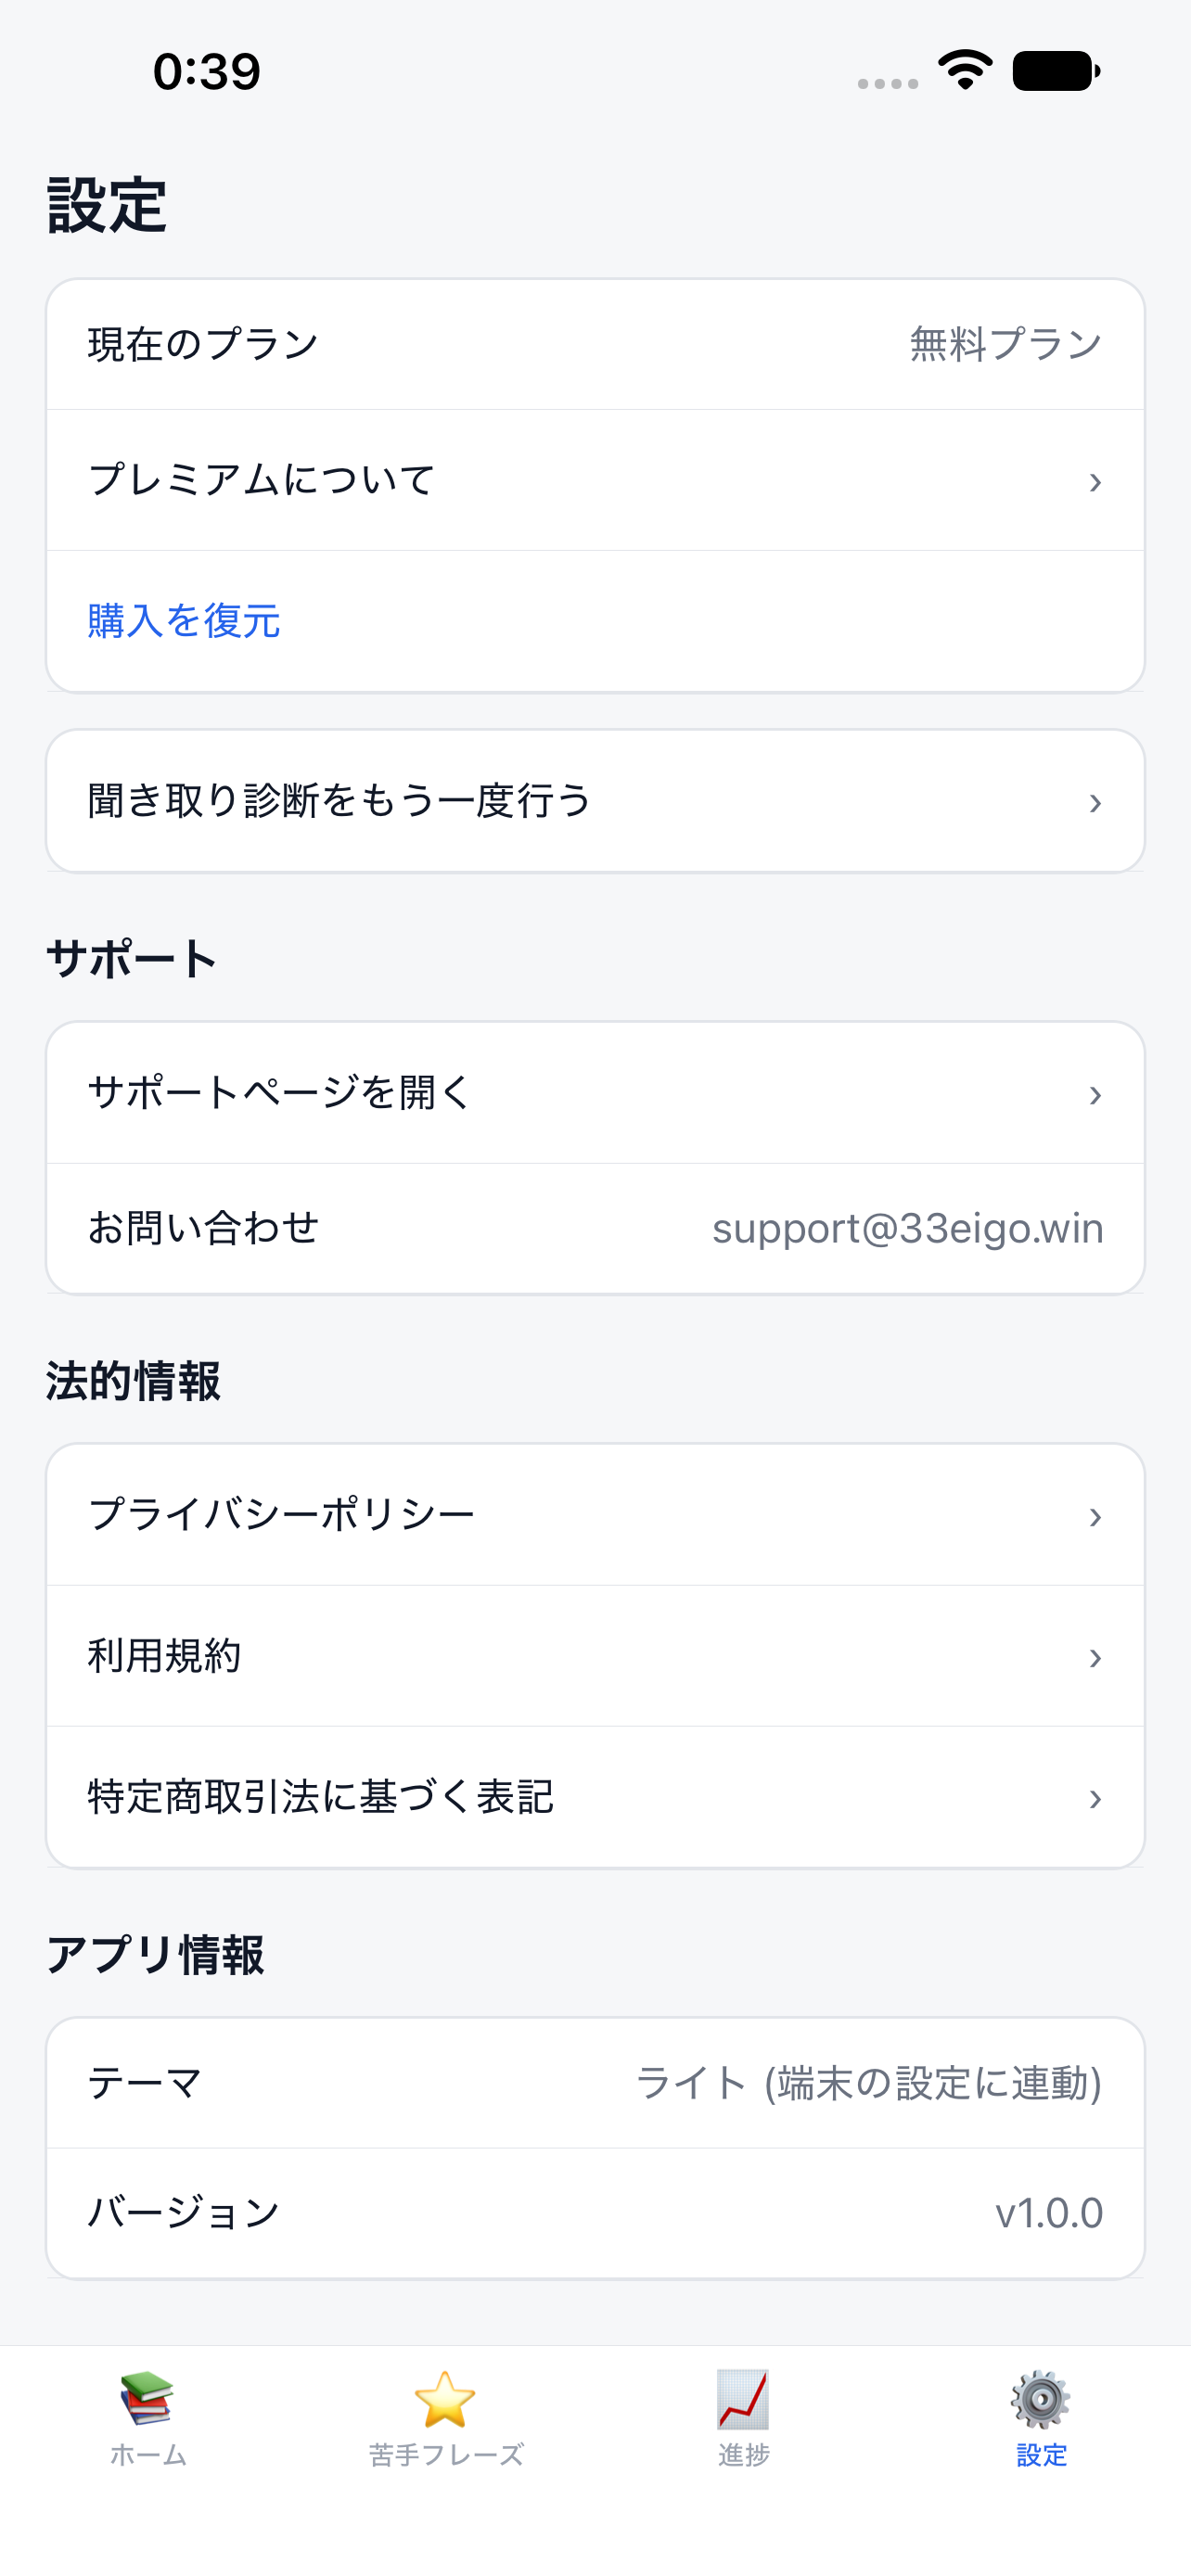 0:39
設定
現在のプラン 無料プラン
プレミアムについて ›
購入を復元
聞き取り診断をもう一度行う ›
サポート
サポートページを開く ›
お問い合わせ support@33eigo.win
法的情報
プライバシーポリシー ›
利用規約 ›
特定商取引法に基づく表記 ›
アプリ情報
テーマ ライト (端末の設定に連動)
バージョン v1.0.0
ホーム 苦手フレーズ 進捗 設定